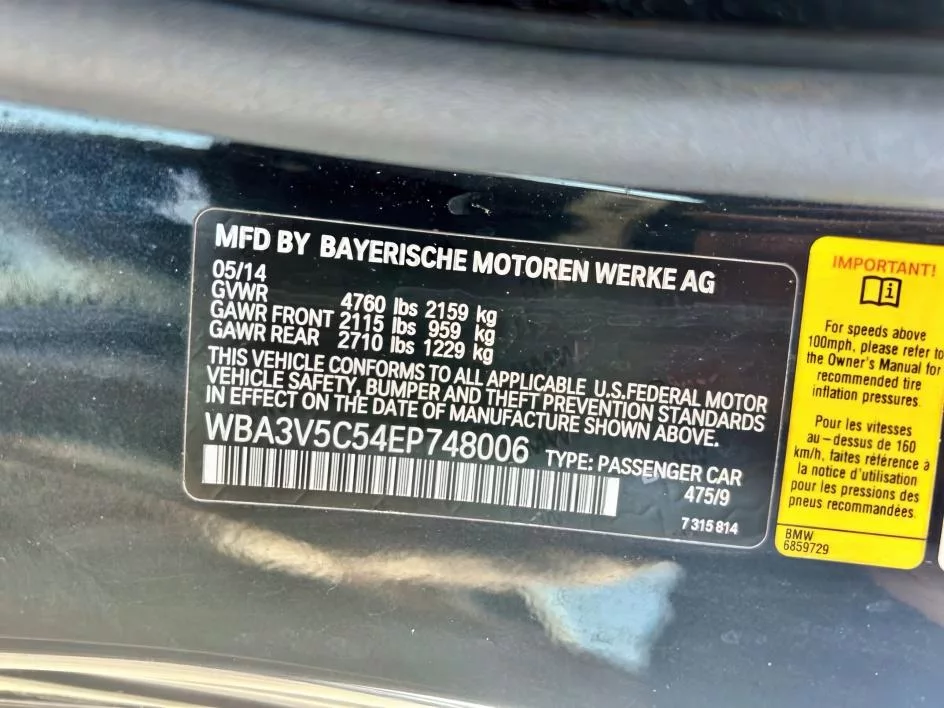 MFD BY BAYERISCHE MOTOREN WERKE AG
05/14
GVWR 4760 lbs 2159 kg
GAWR FRONT 2115 lbs 959 kg
GAWR REAR 2710 lbs 1229 kg
THIS VEHICLE CONFORMS TO ALL APPLICABLE U.S.FEDERAL MOTOR
VEHICLE SAFETY, BUMPER AND THEFT PREVENTION STANDARDS
IN EFFECT ON THE DATE OF MANUFACTURE SHOWN ABOVE.
WBA3V5C54EP748006 TYPE: PASSENGER CAR
475/9
7 315 814
IMPORTANT!
i
For speeds above
100mph, please refer to
the Owner's Manual for
recommended tire
inflation pressures.
Pour les vitesses
au-dessus de 160
km/h, faites référence à
la notice d'utilisation
pour les pressions des
pneus recommandées.
BMW
6859729